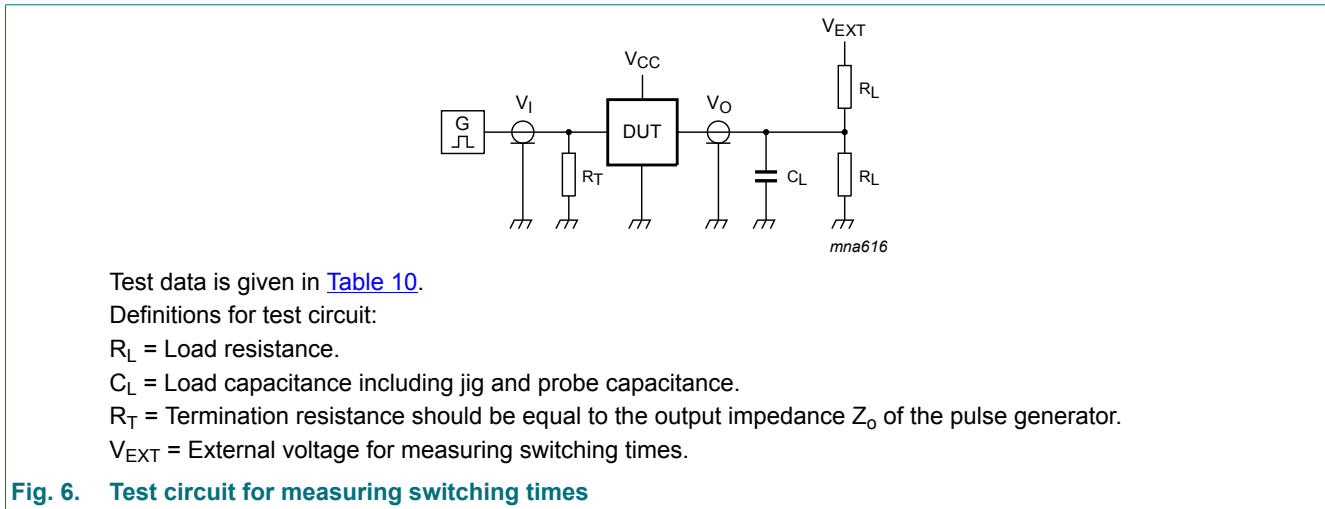 VEXT
RL
VCC
VI
VO
G
DUT
RT
CL
RL
mna616
Test data is given in Table 10.
Definitions for test circuit:
RL = Load resistance.
CL = Load capacitance including jig and probe capacitance.
RT = Termination resistance should be equal to the output impedance Zo of the pulse generator.
VEXT = External voltage for measuring switching times.
Fig. 6. Test circuit for measuring switching times